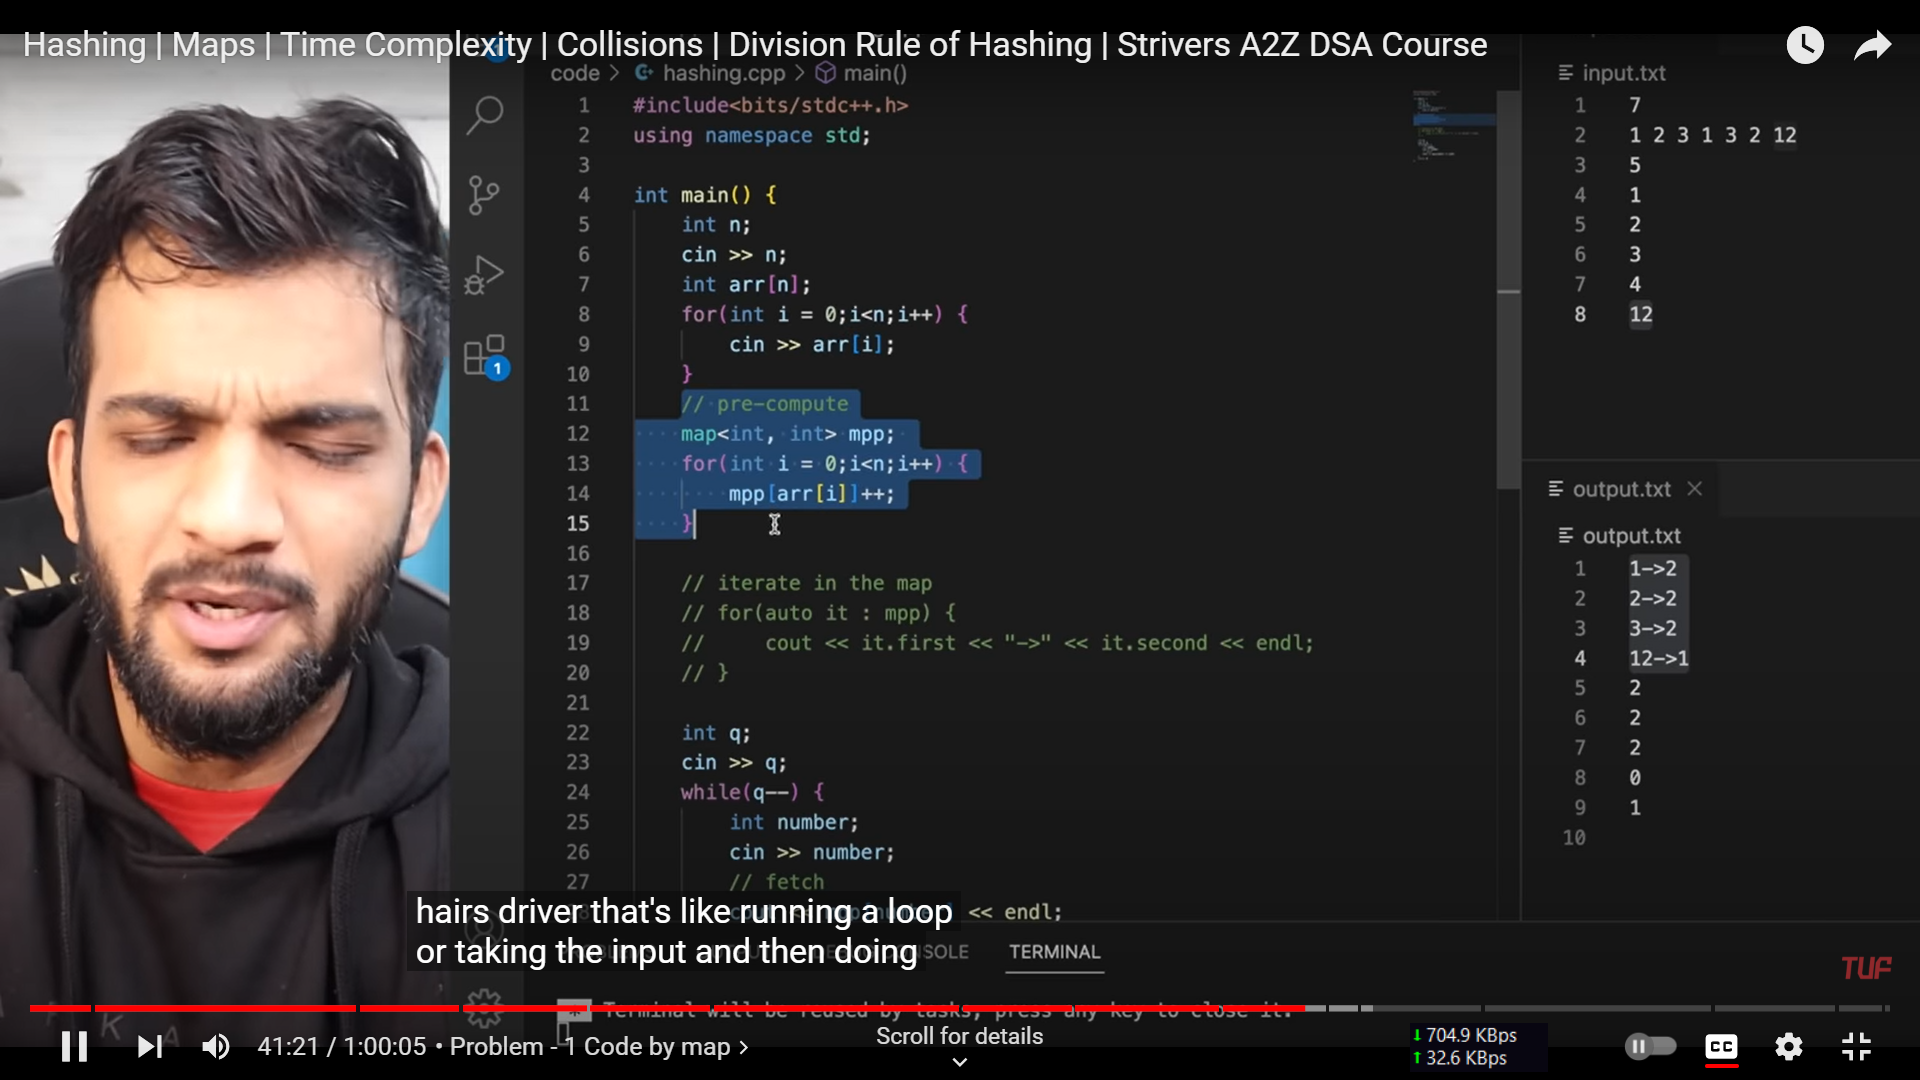 Hashing | Maps | Time Complexity | Collisions | Division Rule of Hashing | Strivers A2Z DSA Course
code > hashing.cpp > main()
1 #include<bits/stdc++.h>
2 using namespace std;
3
4 int main() {
5 int n;
6 cin >> n;
7 int arr[n];
8 for(int i = 0;i<n;i++) {
9 cin >> arr[i];
10 }
11 // pre-compute
12 map<int, int> mpp;
13 for(int i = 0;i<n;i++) {
14 mpp[arr[i]]++;
15 }
16
17 // iterate in the map
18 // for(auto it : mpp) {
19 // cout << it.first << "->" << it.second << endl;
20 // }
21
22 int q;
23 cin >> q;
24 while(q--) {
25 int number;
26 cin >> number;
27 // fetch
<< endl;
1
input.txt
1 7
2 1 2 3 1 3 2 12
3 5
4 1
5 2
6 3
7 4
8 12
output.txt
output.txt
1 1->2
2 2->2
3 3->2
4 12->1
5 2
6 2
7 2
8 0
9 1
10
hairs driver that's like running a loop
or taking the input and then doing
TERMINAL
TUF
Terminal will be reused by tasks, press any key to close it.
41:21 / 1:00:05 • Problem - 1 Code by map >
Scroll for details
704.9 KBps
32.6 KBps
CC